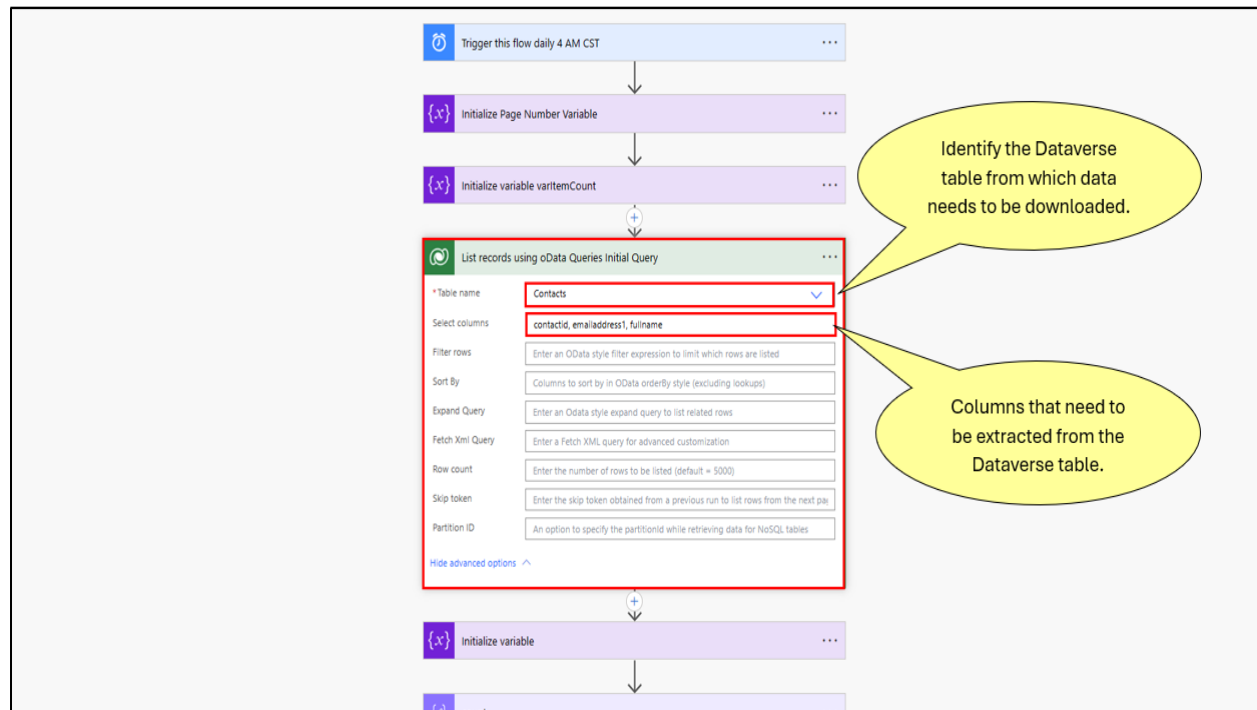 Trigger this flow daily 4 AM CST
Initialize Page Number Variable
Initialize variable varItemCount
List records using oData Queries Initial Query
* Table name
Contacts
Select columns
contactid, emailaddress1, fullname
Filter rows
Enter an OData style filter expression to limit which rows are listed
Sort By
Columns to sort by in OData orderBy style (excluding lookups)
Expand Query
Enter an Odata style expand query to list related rows
Fetch Xml Query
Enter a Fetch XML query for advanced customization
Row count
Enter the number of rows to be listed (default = 5000)
Skip token
Enter the skip token obtained from a previous run to list rows from the next
Partition ID
An option to specify the partitionId while retrieving data for NoSQL tables
Hide advanced options
Initialize variable
Identify the Dataverse
table from which data
needs to be downloaded.
Columns that need to
be extracted from the
Dataverse table.